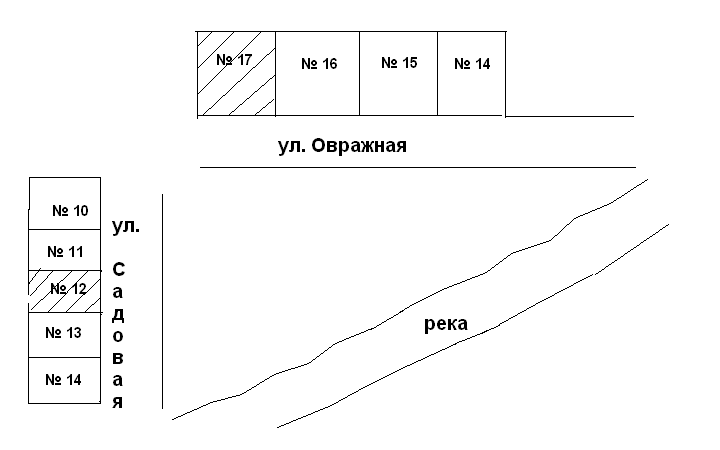 № 17
№ 16
№ 15
№ 14
ул. Овражная
№ 10
№ 11
№ 12
№ 13
№ 14
ул.
Садовая
река